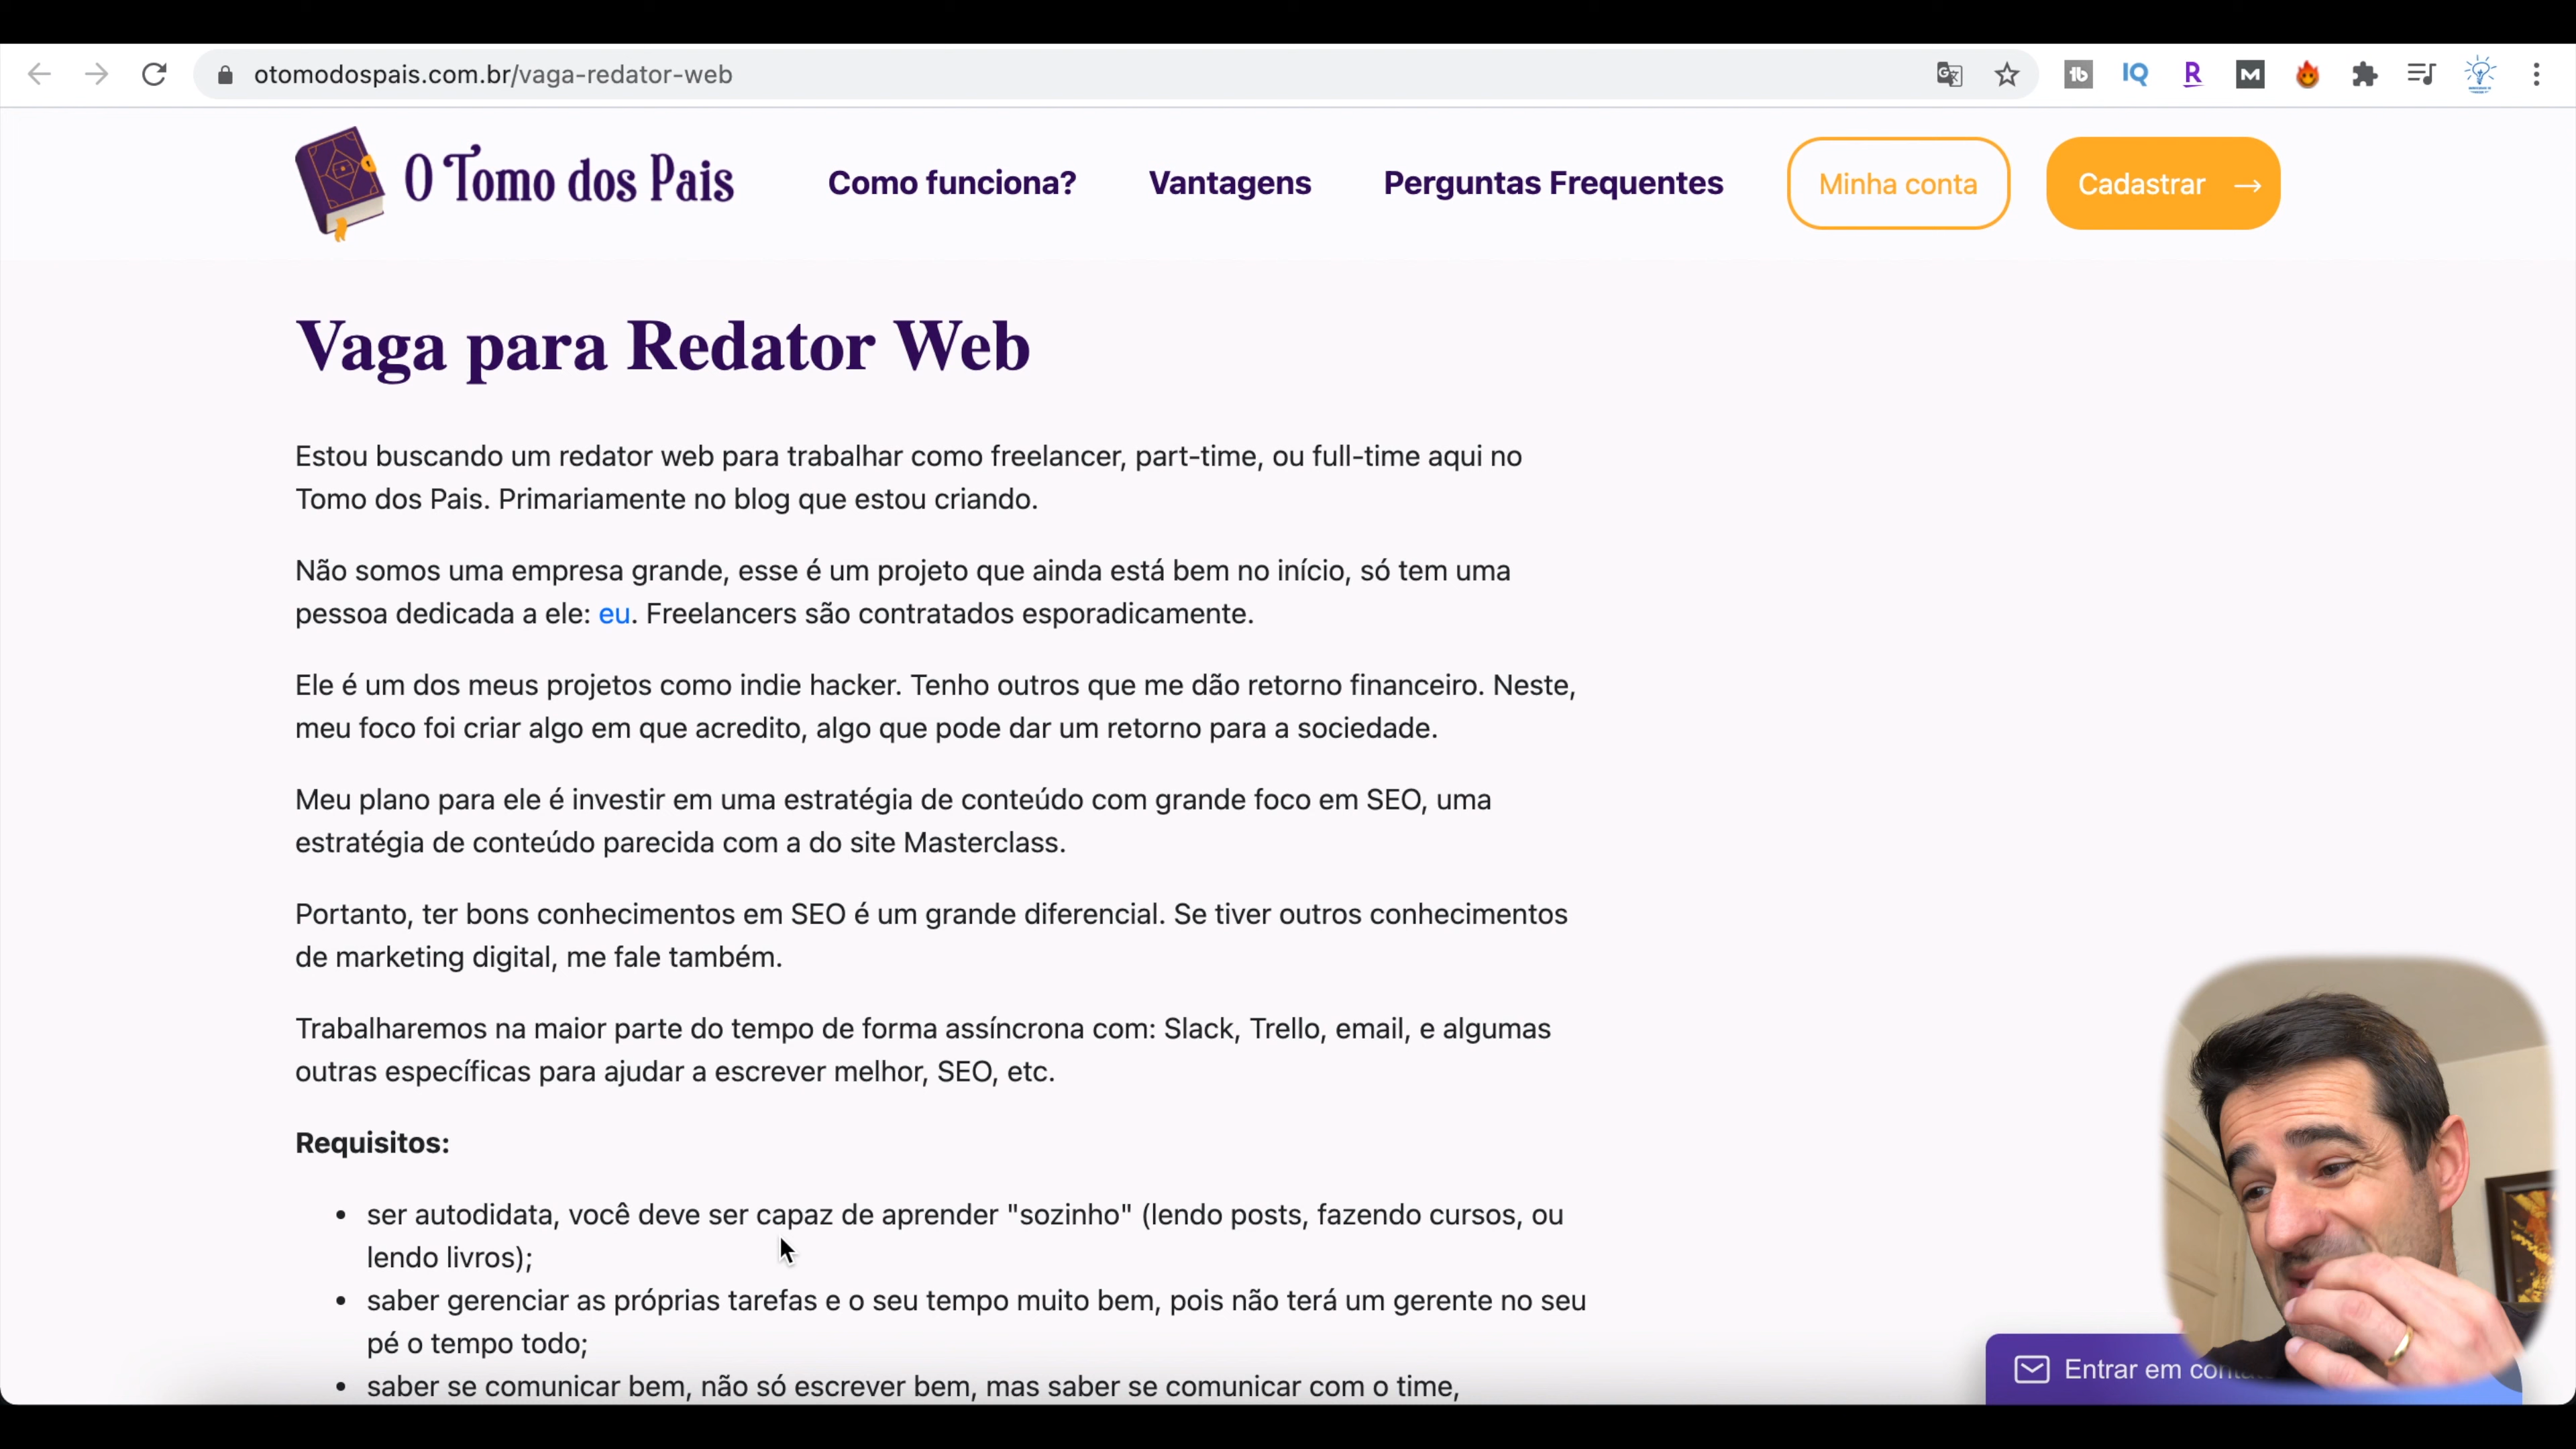 otomodospais.com.br/vaga-redator-web
O Tomo dos Pais
Como funciona?
Vantagens
Perguntas Frequentes
Minha conta
Cadastrar →
Vaga para Redator Web
Estou buscando um redator web para trabalhar como freelancer, part-time, ou full-time aqui no
Tomo dos Pais. Primariamente no blog que estou criando.
Não somos uma empresa grande, esse é um projeto que ainda está bem no início, só tem uma
pessoa dedicada a ele: eu. Freelancers são contratados esporadicamente.
Ele é um dos meus projetos como indie hacker. Tenho outros que me dão retorno financeiro. Neste,
meu foco foi criar algo em que acredito, algo que pode dar um retorno para a sociedade.
Meu plano para ele é investir em uma estratégia de conteúdo com grande foco em SEO, uma
estratégia de conteúdo parecida com a do site Masterclass.
Portanto, ter bons conhecimentos em SEO é um grande diferencial. Se tiver outros conhecimentos
de marketing digital, me fale também.
Trabalharemos na maior parte do tempo de forma assíncrona com: Slack, Trello, email, e algumas
outras específicas para ajudar a escrever melhor, SEO, etc.
Requisitos:
• ser autodidata, você deve ser capaz de aprender "sozinho" (lendo posts, fazendo cursos, ou
lendo livros);
• saber gerenciar as próprias tarefas e o seu tempo muito bem, pois não terá um gerente no seu
pé o tempo todo;
• saber se comunicar bem, não só escrever bem, mas saber se comunicar com o time,
Entrar em